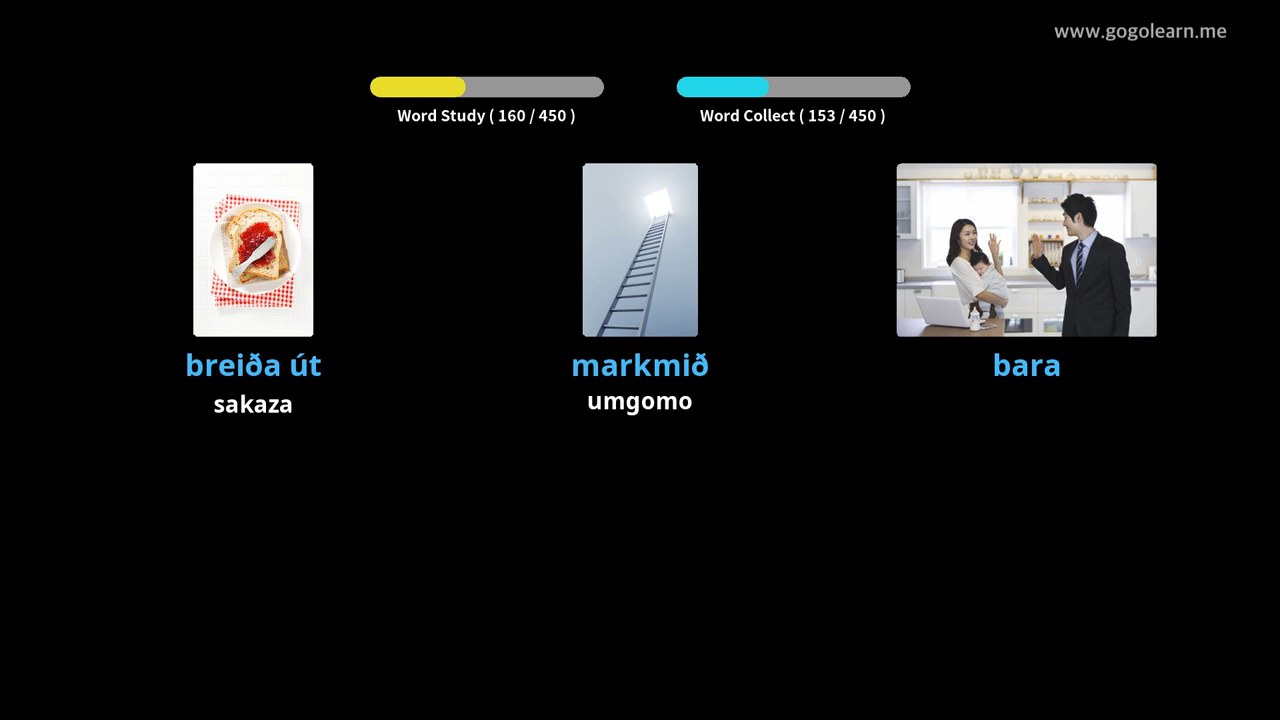 www.gogolearn.me
Word Study ( 160 / 450 )
Word Collect ( 153 / 450 )
breiða út
markmið
bara
sakaza
umgomo